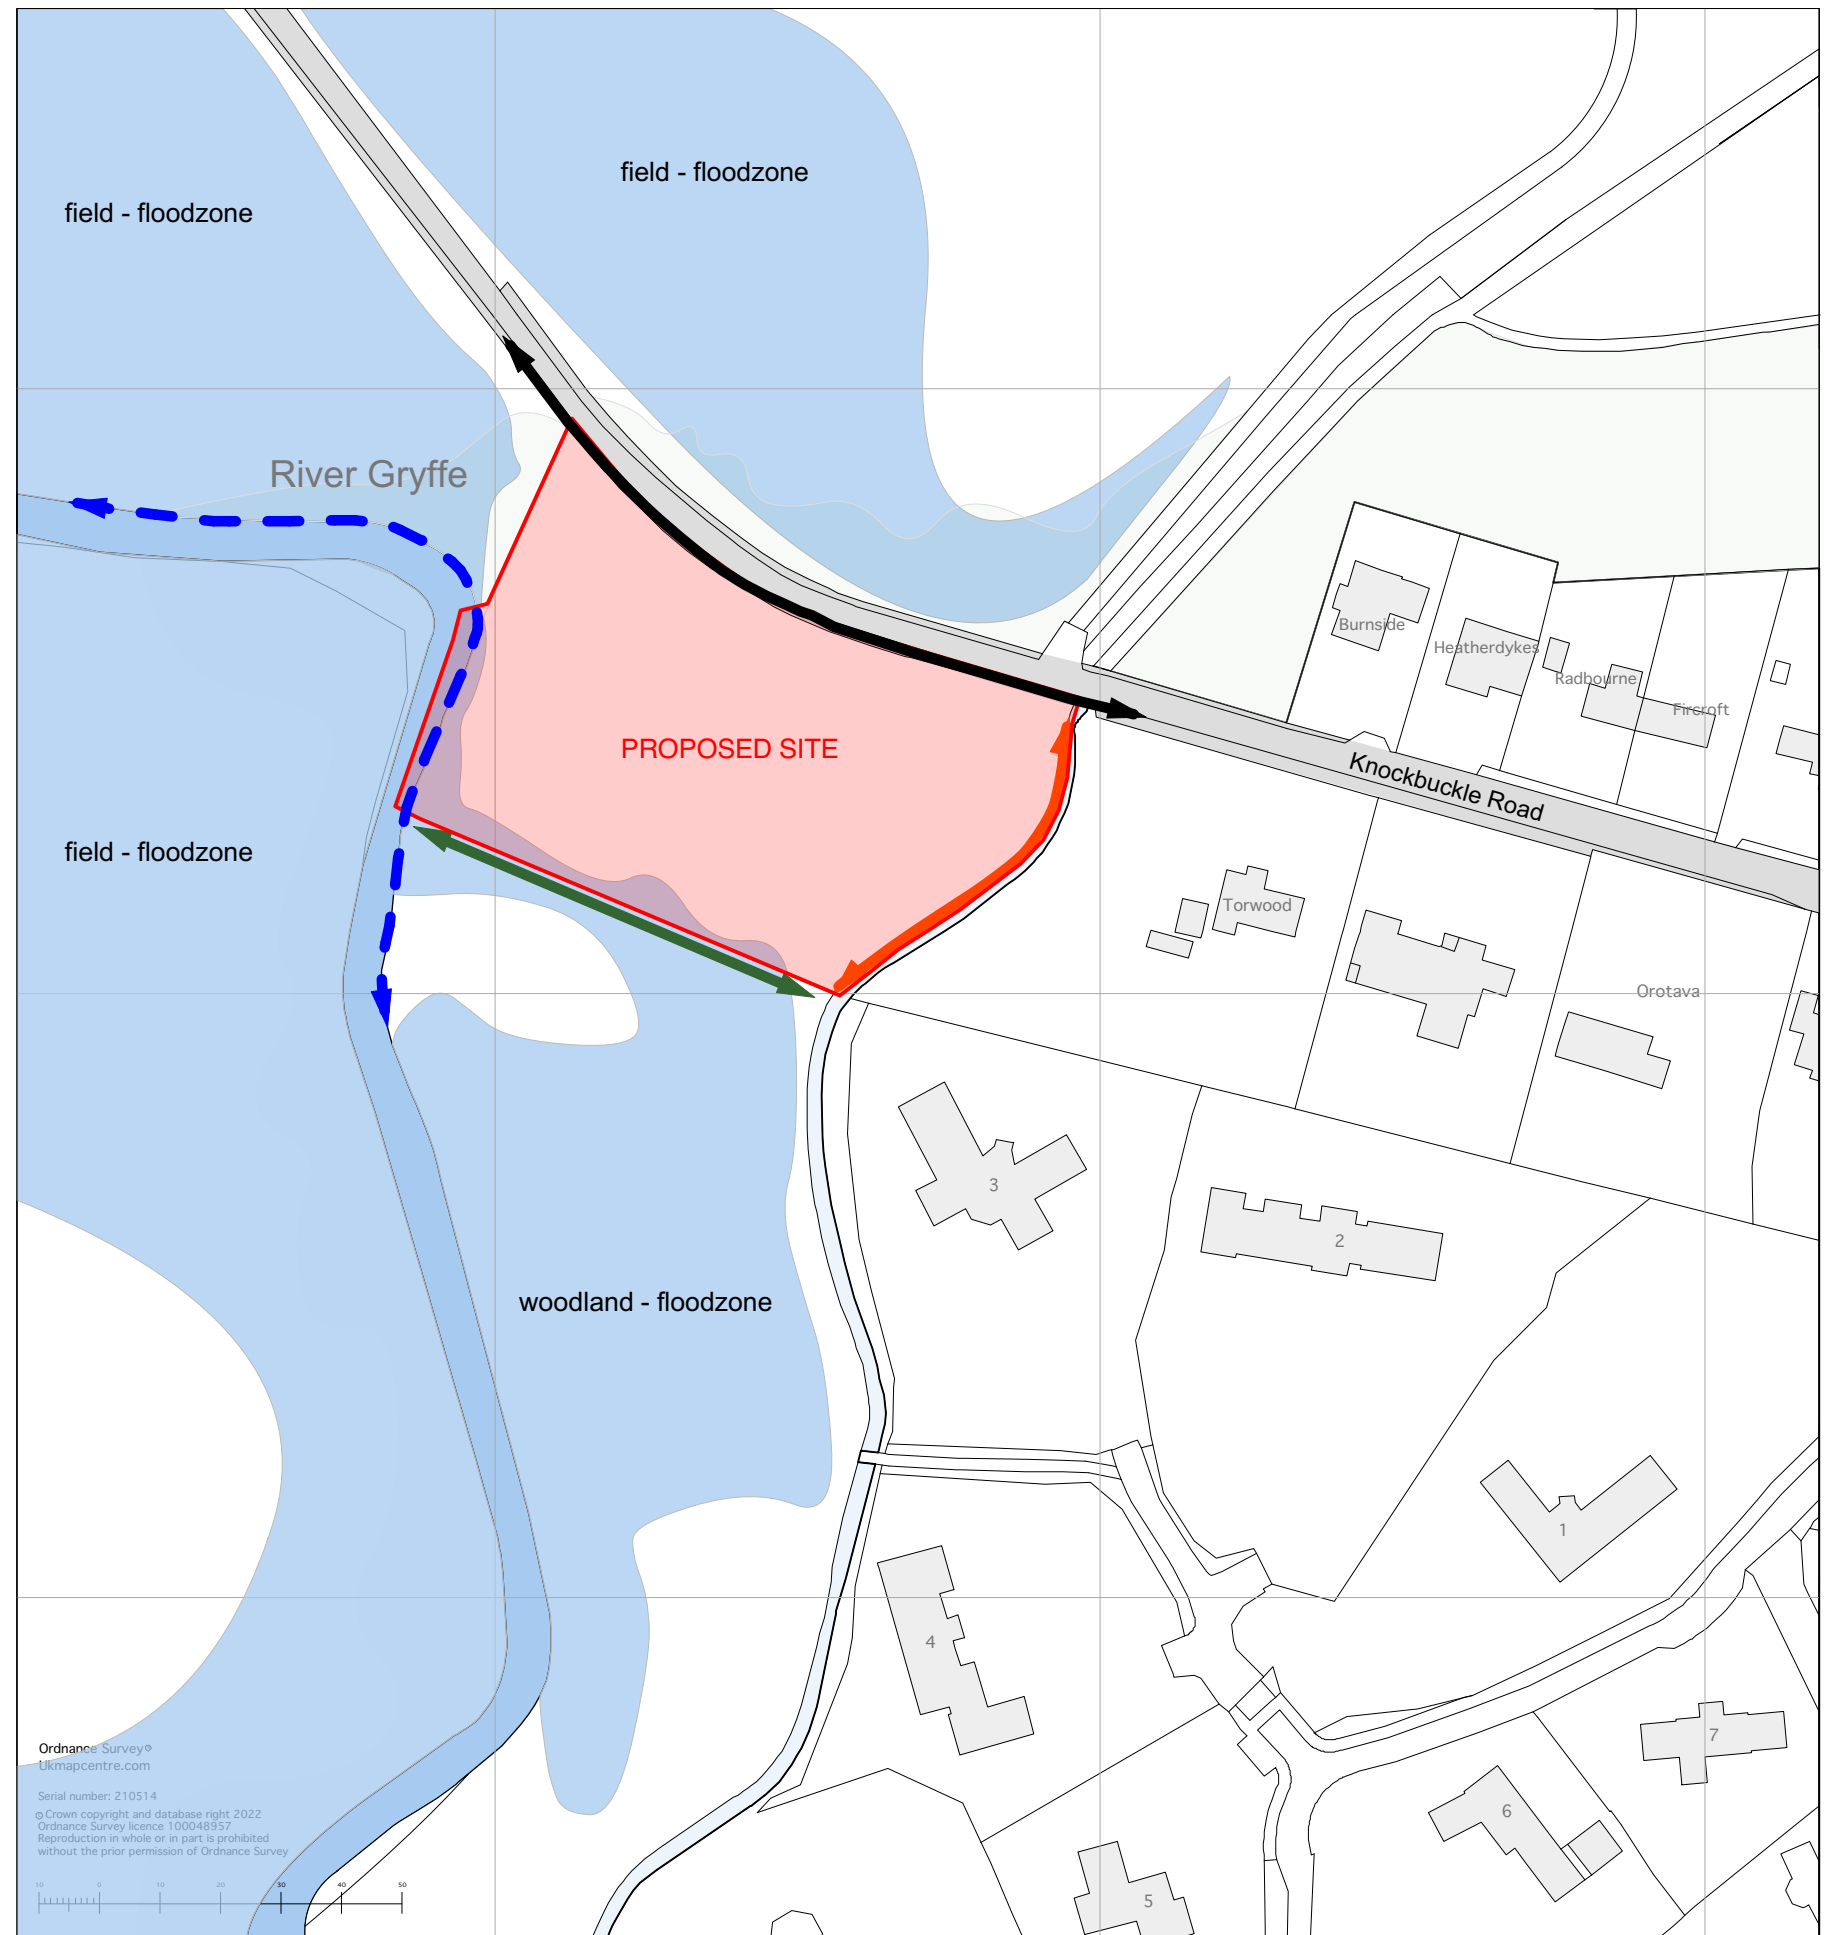 field - floodzone
field - floodzone
River Gryffe
Burnside
Heatherdykes
Radbourne
Fircroft
PROPOSED SITE
Knockbuckle Road
field - floodzone
Torwood
Orotava
3
2
woodland - floodzone
1
4
7
6
5
Ordnance Survey©
Ukmapcentre.com
Serial number: 210514
© Crown copyright and database right 2022
Ordnance Survey licence 100048957
Reproduction in whole or in part is prohibited
without the prior permission of Ordnance Survey
10 0 10 20 30 40 50